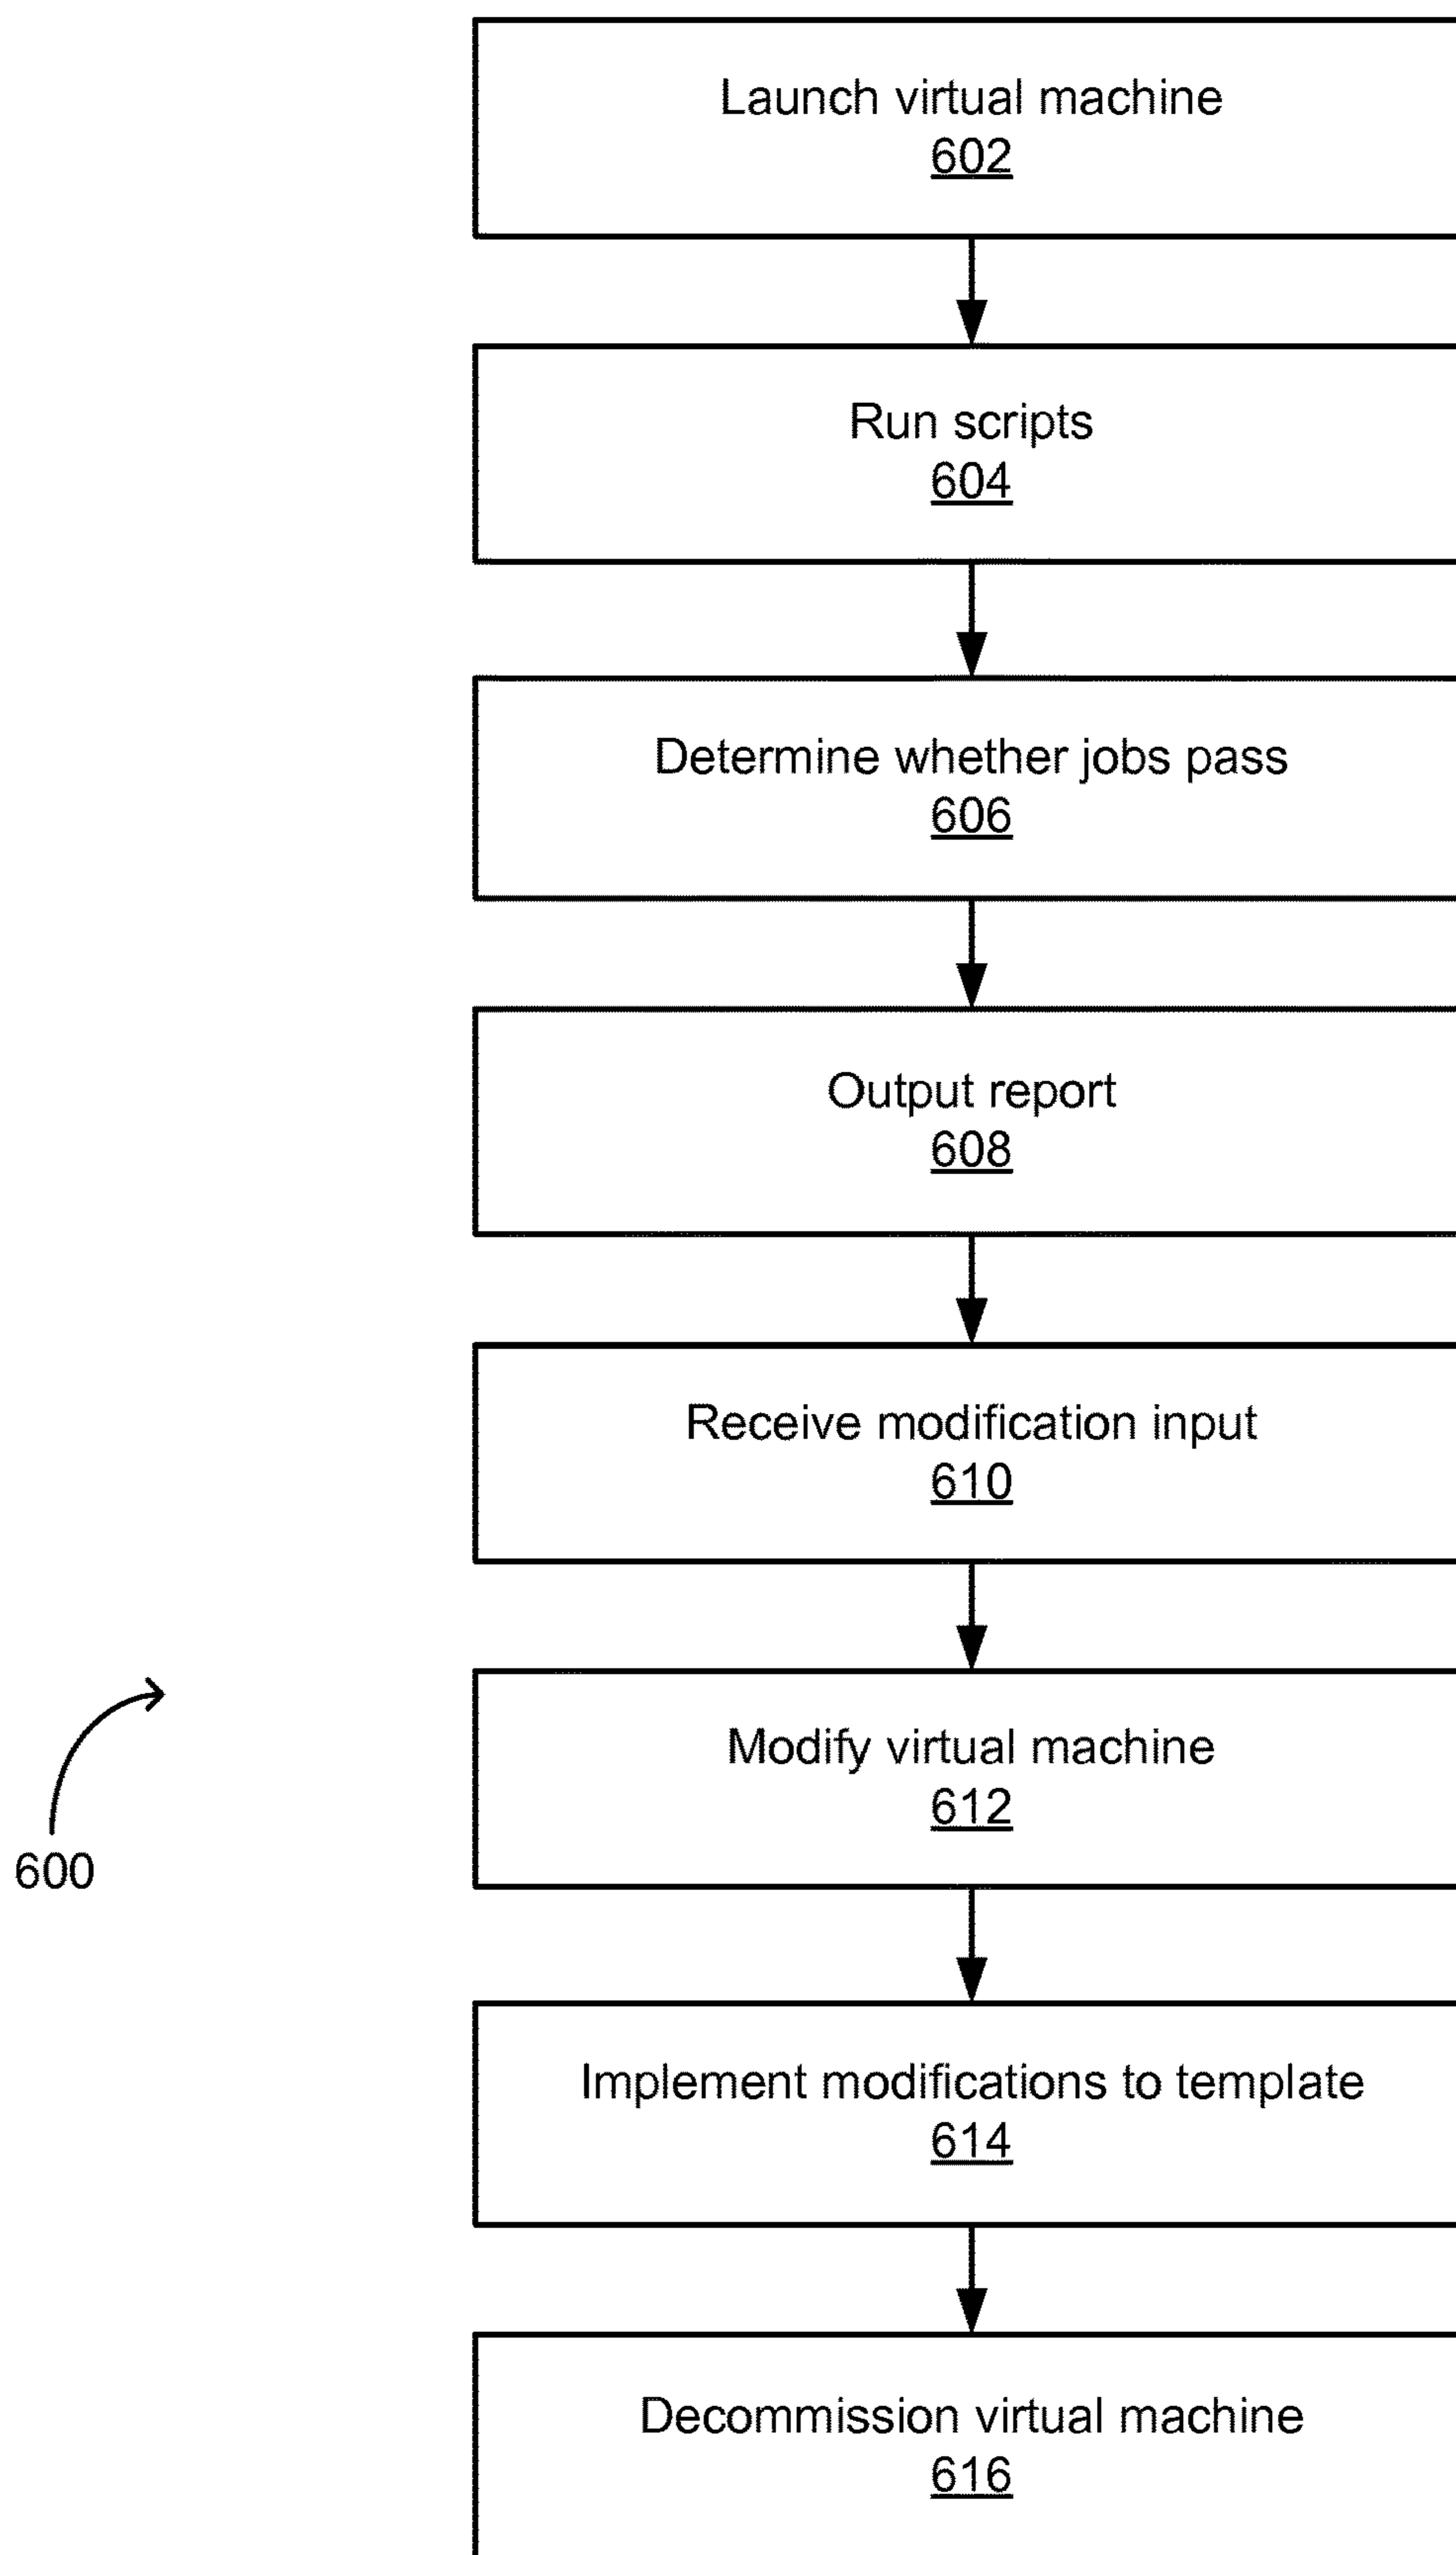 Launch virtual machine
602
Run scripts
604
Determine whether jobs pass
606
Output report
608
Receive modification input
610
Modify virtual machine
612
600
Implement modifications to template
614
Decommission virtual machine
616